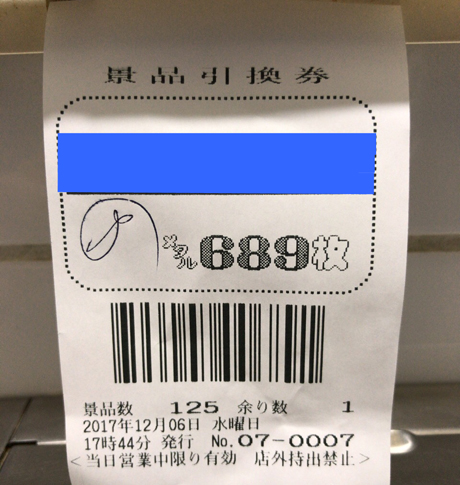 景品引換券
メタル689枚
景品数 125 余り数 1
2017年12月06日 水曜日
17時44分 発行 No.07-0007
<当日営業中限り有効 店外持出禁止>